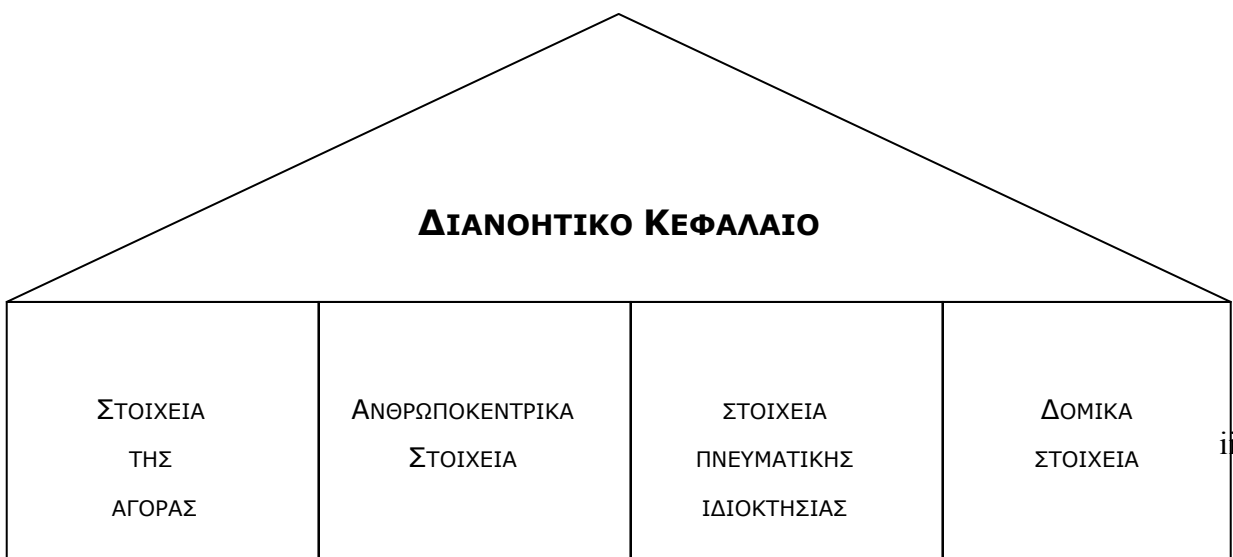 ΔΙΑΝΟΗΤΙΚΟ ΚΕΦΑΛΑΙΟ
ΣΤΟΙΧΕΙΑ
ΤΗΣ
ΑΓΟΡΑΣ
ΑΝΘΡΩΠΟΚΕΝΤΡΙΚΑ
ΣΤΟΙΧΕΙΑ
ΣΤΟΙΧΕΙΑ
ΠΝΕΥΜΑΤΙΚΗΣ
ΙΔΙΟΚΤΗΣΙΑΣ
ΔΟΜΙΚΑ
ΣΤΟΙΧΕΙΑ